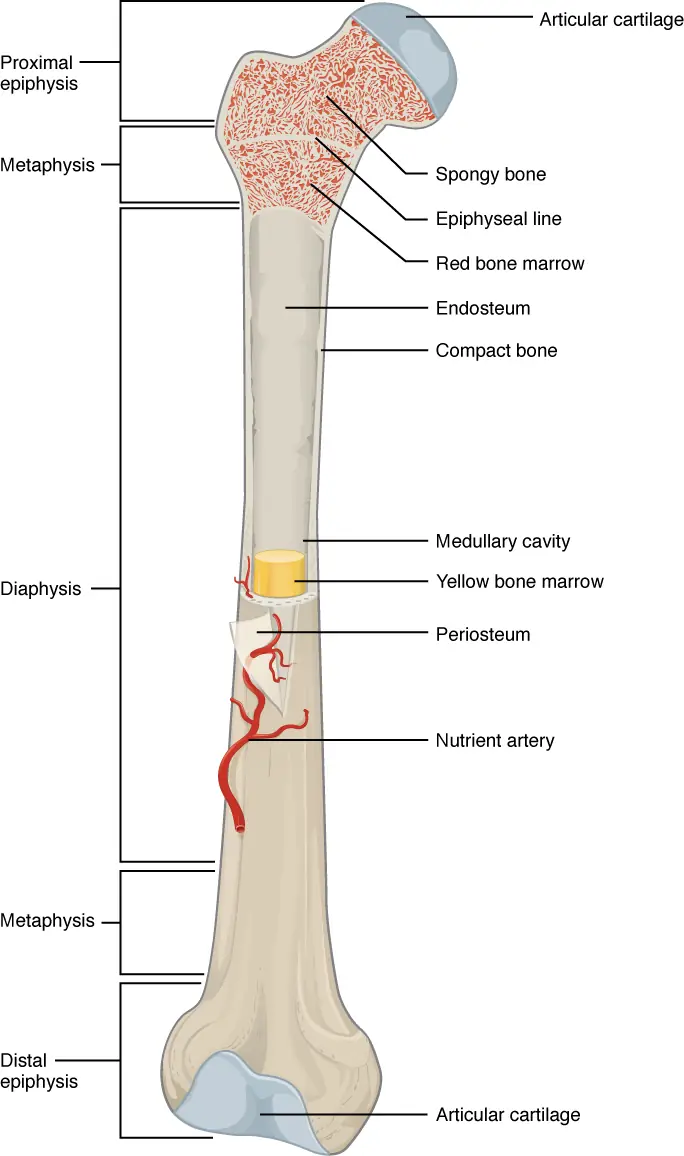 Articular cartilage
Proximal
epiphysis
Metaphysis
Spongy bone
Epiphyseal line
Red bone marrow
Endosteum
Compact bone
Medullary cavity
Yellow bone marrow
Diaphysis
Periosteum
Nutrient artery
Metaphysis
Distal
epiphysis
Articular cartilage